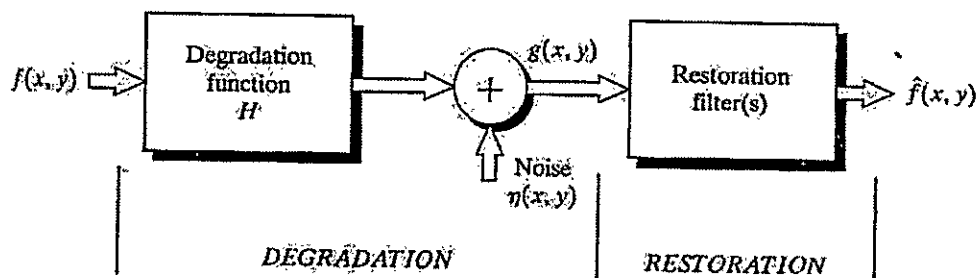 f(x, y)
Degradation
function
H
+
g(x, y)
Noise
η(x, y)
Restoration
filter(s)
f̂(x, y)
DEGRADATION
RESTORATION